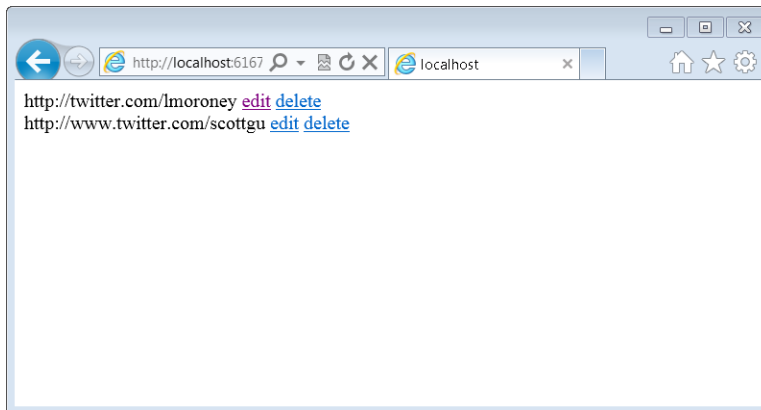 http://localhost:6167
localhost
http://twitter.com/lmoroney edit delete
http://www.twitter.com/scottgu edit delete